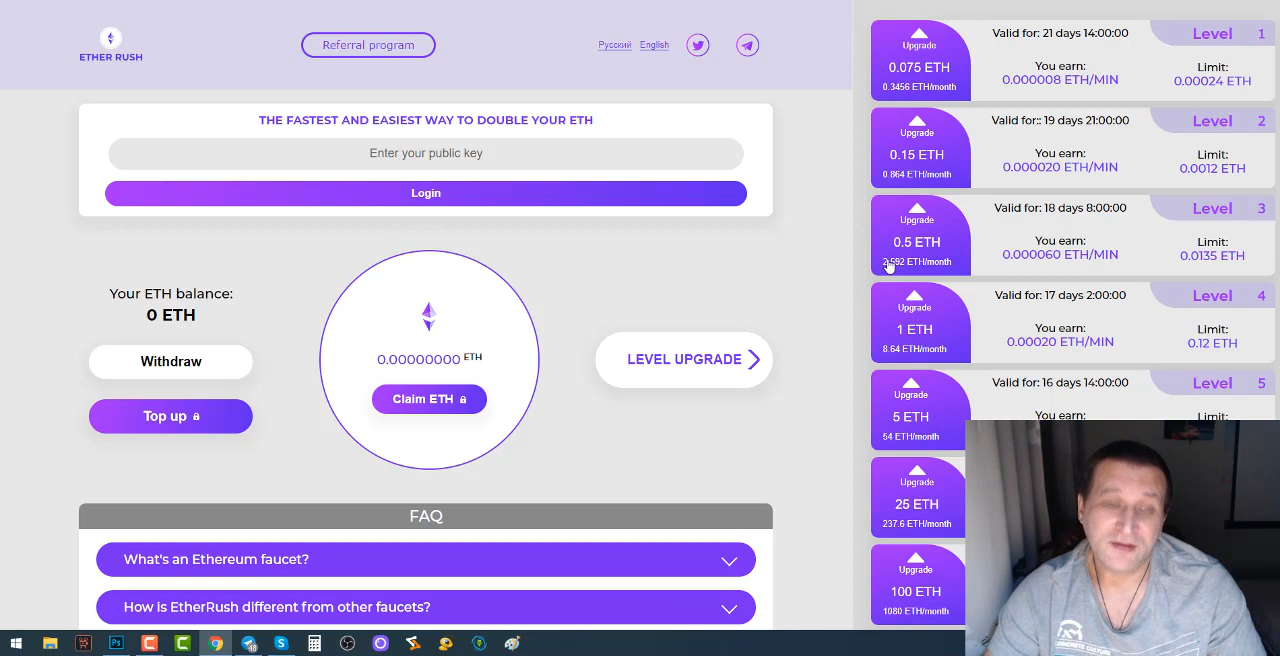 ETHER RUSH
Referral program
Русский English
THE FASTEST AND EASIEST WAY TO DOUBLE YOUR ETH
Enter your public key
Login
Your ETH balance:
0 ETH
Withdraw
Top up
0.00000000 ETH
Claim ETH
LEVEL UPGRADE
FAQ
What's an Ethereum faucet?
How is EtherRush different from other faucets?
Upgrade
0.075 ETH
0.3456 ETH/month
Valid for: 21 days 14:00:00
You earn:
0.000008 ETH/MIN
Level 1
Limit:
0.00024 ETH
Upgrade
0.15 ETH
0.864 ETH/month
Valid for:: 19 days 21:00:00
You earn:
0.000020 ETH/MIN
Level 2
Limit:
0.0012 ETH
Upgrade
0.5 ETH
2.592 ETH/month
Valid for: 18 days 8:00:00
You earn:
0.000060 ETH/MIN
Level 3
Limit:
0.0135 ETH
Upgrade
1 ETH
8.64 ETH/month
Valid for: 17 days 2:00:00
You earn:
0.00020 ETH/MIN
Level 4
Limit:
0.12 ETH
Upgrade
5 ETH
54 ETH/month
Valid for: 16 days 14:00:00
You earn:
Level 5
Limit:
Upgrade
25 ETH
237.6 ETH/month
Upgrade
100 ETH
1080 ETH/month